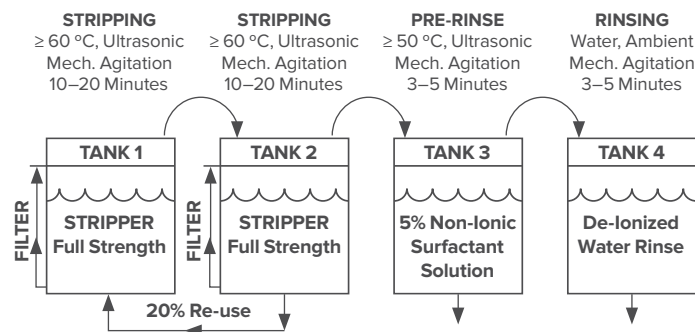 STRIPPING
≥ 60 ºC, Ultrasonic
Mech. Agitation
10–20 Minutes
STRIPPING
≥ 60 ºC, Ultrasonic
Mech. Agitation
10–20 Minutes
PRE-RINSE
≥ 50 ºC, Ultrasonic
Mech. Agitation
3–5 Minutes
RINSING
Water, Ambient
Mech. Agitation
3–5 Minutes
TANK 1
TANK 2
TANK 3
TANK 4
FILTER
STRIPPER
Full Strength
FILTER
STRIPPER
Full Strength
5% Non-Ionic
Surfactant
Solution
De-Ionized
Water Rinse
20% Re-use